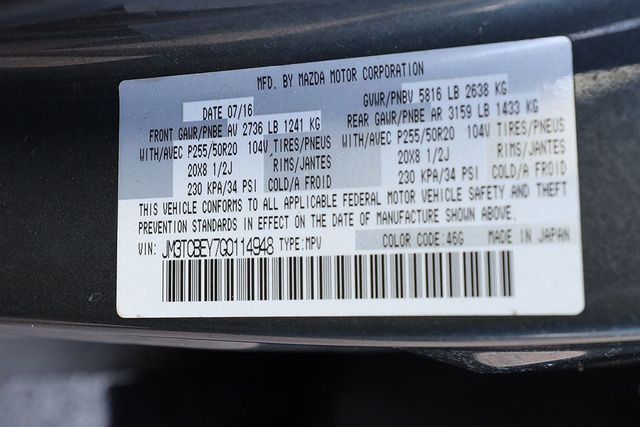 MFD. BY MAZDA MOTOR CORPORATION
DATE 07/16 GVWR/PNBV 5816 LB 2638 KG
FRONT GAWR/PNBE AV 2736 LB 1241 KG REAR GAWR/PNBE AR 3159 LB 1433 KG
WITH/AVEC P255/50R20 104V TIRES/PNEUS WITH/AVEC P255/50R20 104V TIRES/PNEUS
20X8 1/2J RIMS/JANTES 20X8 1/2J RIMS/JANTES
230 KPA/34 PSI COLD/A FROID 230 KPA/34 PSI COLD/A FROID
THIS VEHICLE CONFORMS TO ALL APPLICABLE FEDERAL MOTOR VEHICLE SAFETY AND THEFT
PREVENTION STANDARDS IN EFFECT ON THE DATE OF MANUFACTURE SHOWN ABOVE.
VIN: JM3TC8EY7G0114948 TYPE:MPV COLOR CODE:46G MADE IN JAPAN